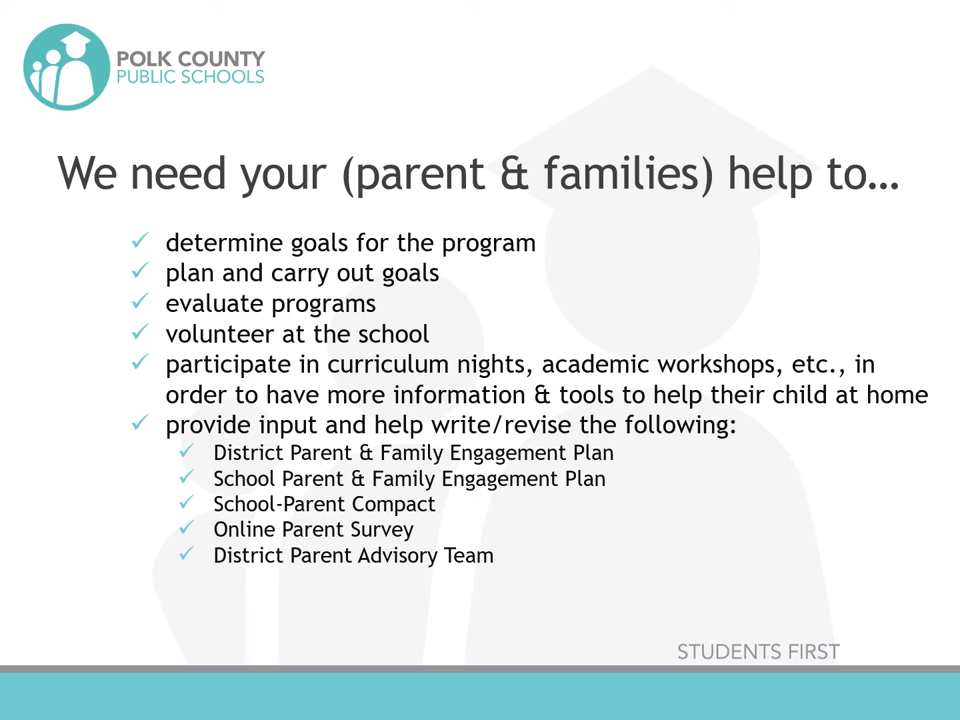 POLK COUNTY
PUBLIC SCHOOLS
We need your (parent & families) help to…
✓ determine goals for the program
✓ plan and carry out goals
✓ evaluate programs
✓ volunteer at the school
✓ participate in curriculum nights, academic workshops, etc., in
order to have more information & tools to help their child at home
✓ provide input and help write/revise the following:
✓ District Parent & Family Engagement Plan
✓ School Parent & Family Engagement Plan
✓ School-Parent Compact
✓ Online Parent Survey
✓ District Parent Advisory Team
STUDENTS FIRST